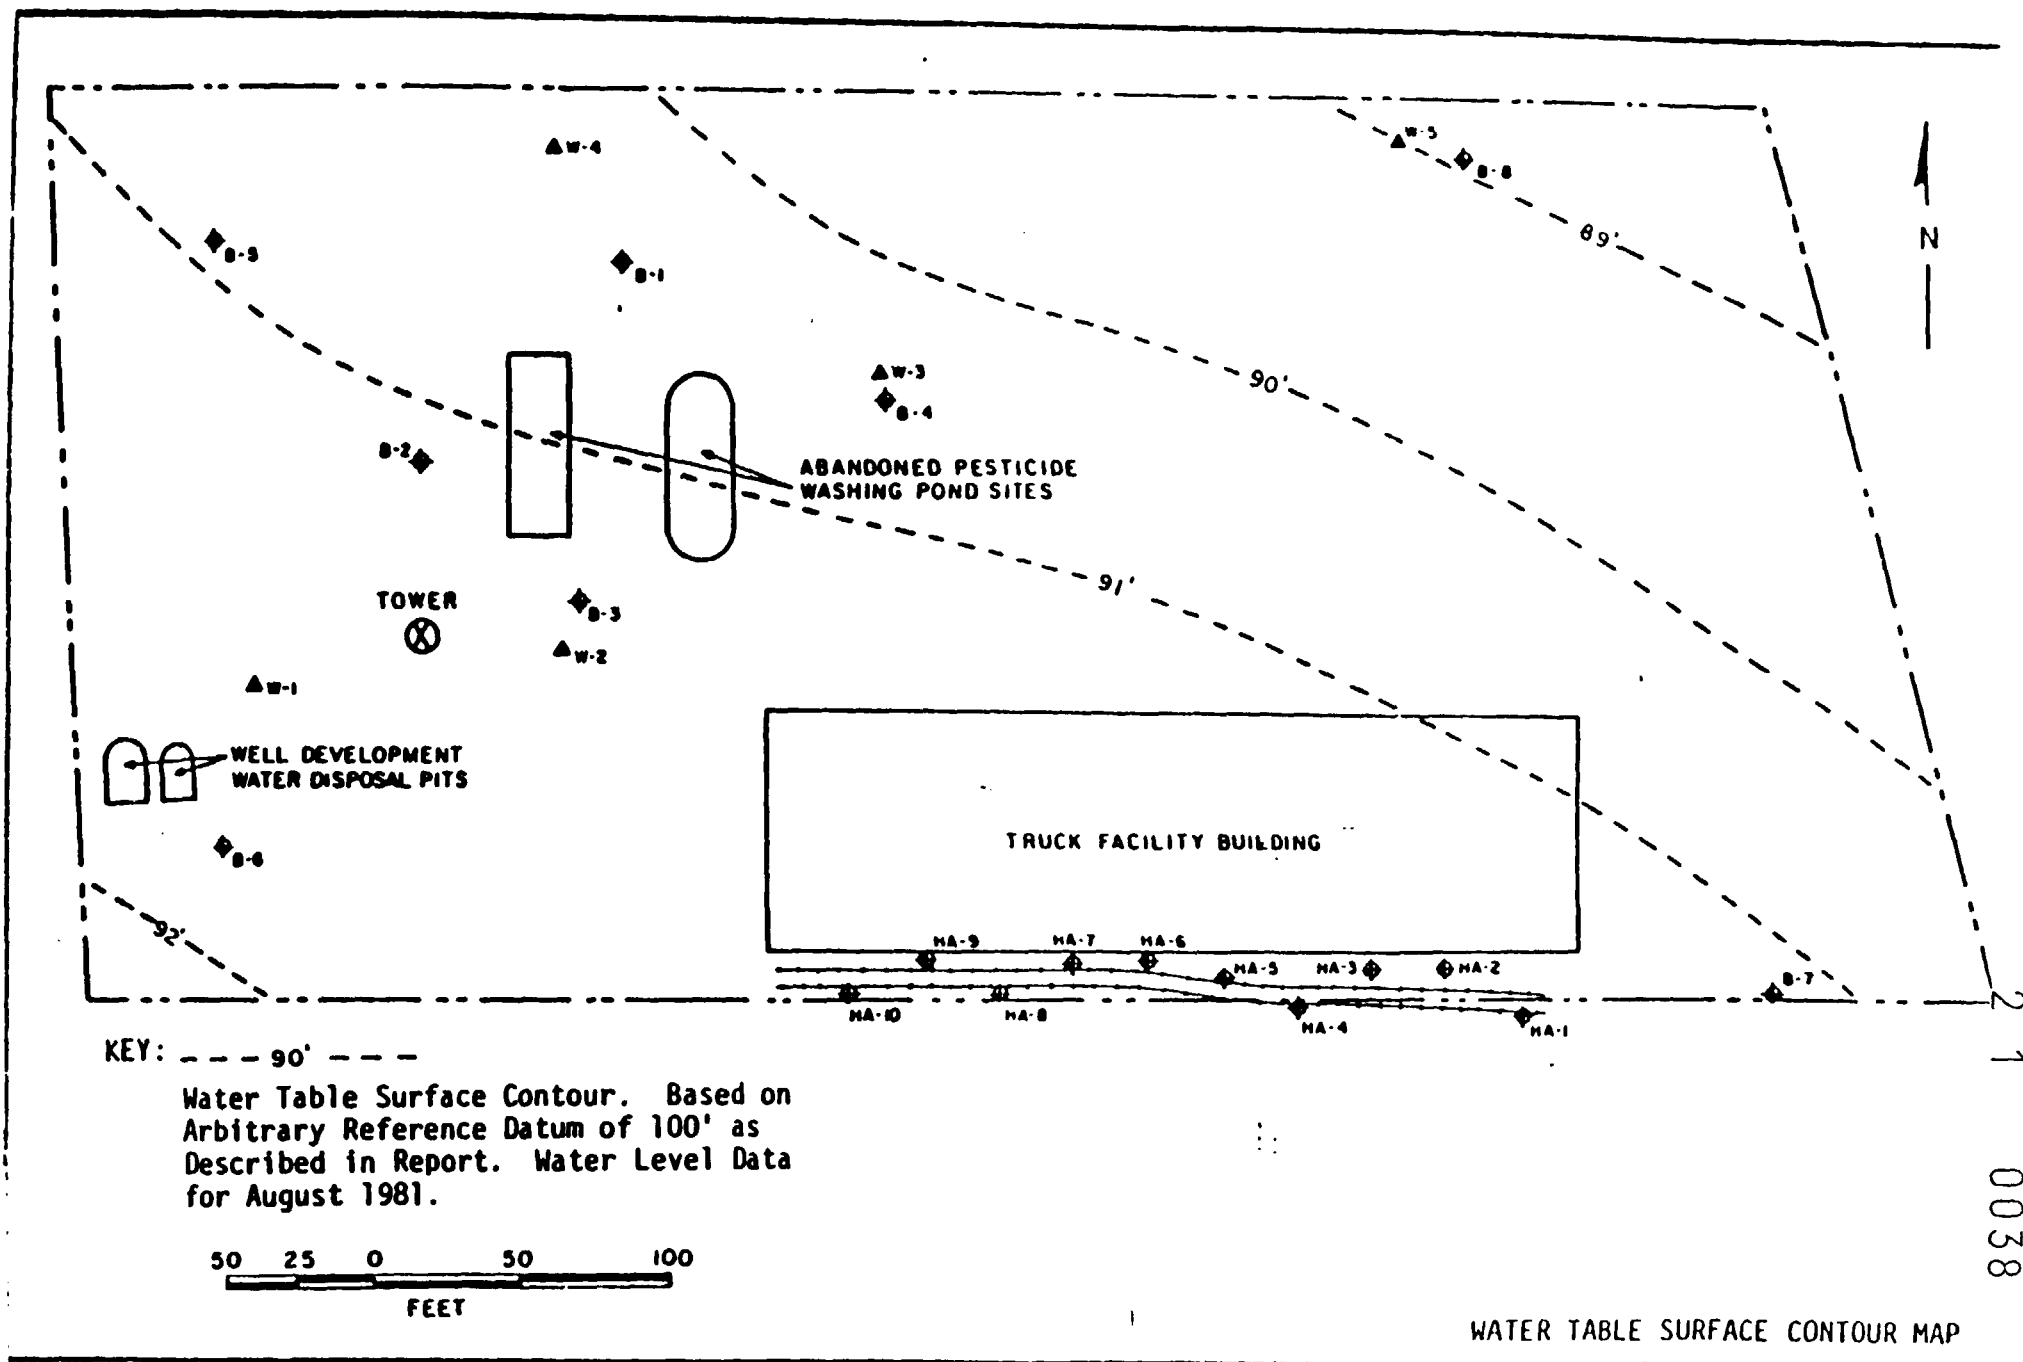 W-4
W-5
B-8
B-5
B-1
89'
N
W-3
B-4
90'
B-2
ABANDONED PESTICIDE
WASHING POND SITES
91'
TOWER
X
B-3
W-2
W-1
WELL DEVELOPMENT
WATER DISPOSAL PITS
TRUCK FACILITY BUILDING
B-6
92'
HA-9
HA-7
HA-6
HA-5
HA-3
HA-2
B-7
HA-10
HA-8
HA-4
HA-1
KEY: --- 90' ---
Water Table Surface Contour. Based on
Arbitrary Reference Datum of 100' as
Described in Report. Water Level Data
for August 1981.
50 25 0 50 100
FEET
2 1 0038
WATER TABLE SURFACE CONTOUR MAP